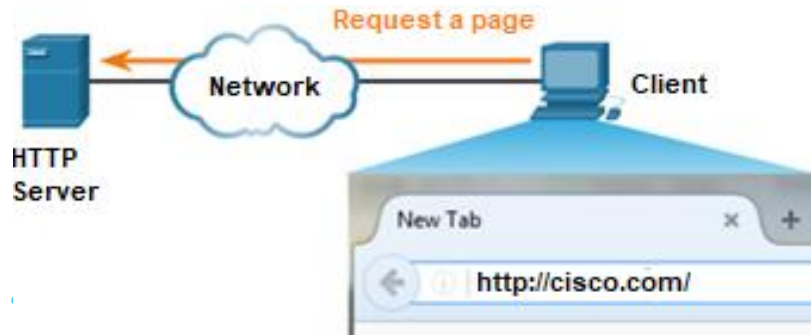 Request a page
Network
Client
HTTP
Server
New Tab
http://cisco.com/